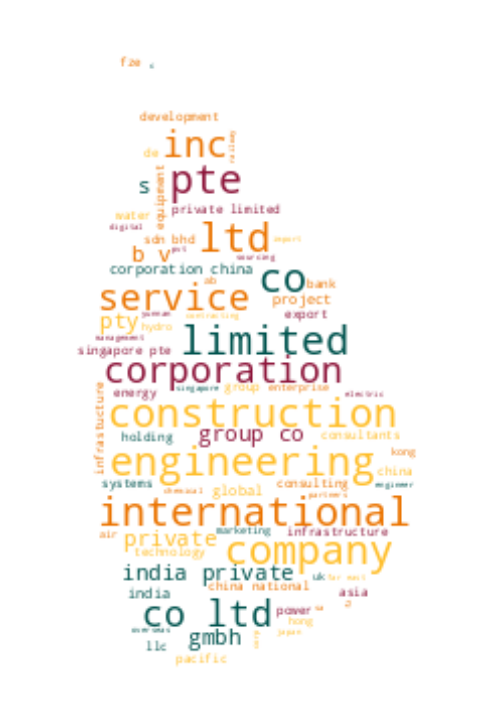 fze
development
inc
railway
de
pte
s
equipment
private limited
water
digital
ltd
sdn bhd
import
b v
pvt
sourcing
corporation china
co
ab
bank
service
project
yunnan
contracting
export
pty
hydro
limited
management
singapore pte
corporation
singapore
group
enterprise
energy
electric
infrastucture
construction
holding
group co
consultants
kong
engineering
china
systems
consulting
engineer
chemical
global
partners
international
air
private
marketing
infrastructure
technology
company
india private
uk
far east
china national
india
asia
co ltd
power
sa
a
hong
overseas
gmbh
japan
llc
corp
pacific